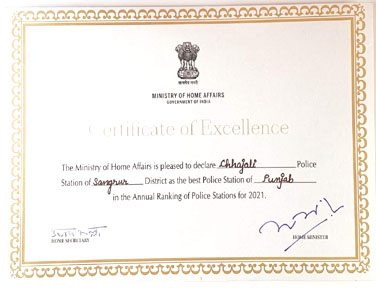 सत्यमेव जयते
MINISTRY OF HOME AFFAIRS
GOVERNMENT OF INDIA
Certificate of Excellence
The Ministry of Home Affairs is pleased to declare Chhajali Police
Station of Sangrur District as the best Police Station of Punjab
in the Annual Ranking of Police Stations for 2021.
HOME SECRETARY
HOME MINISTER